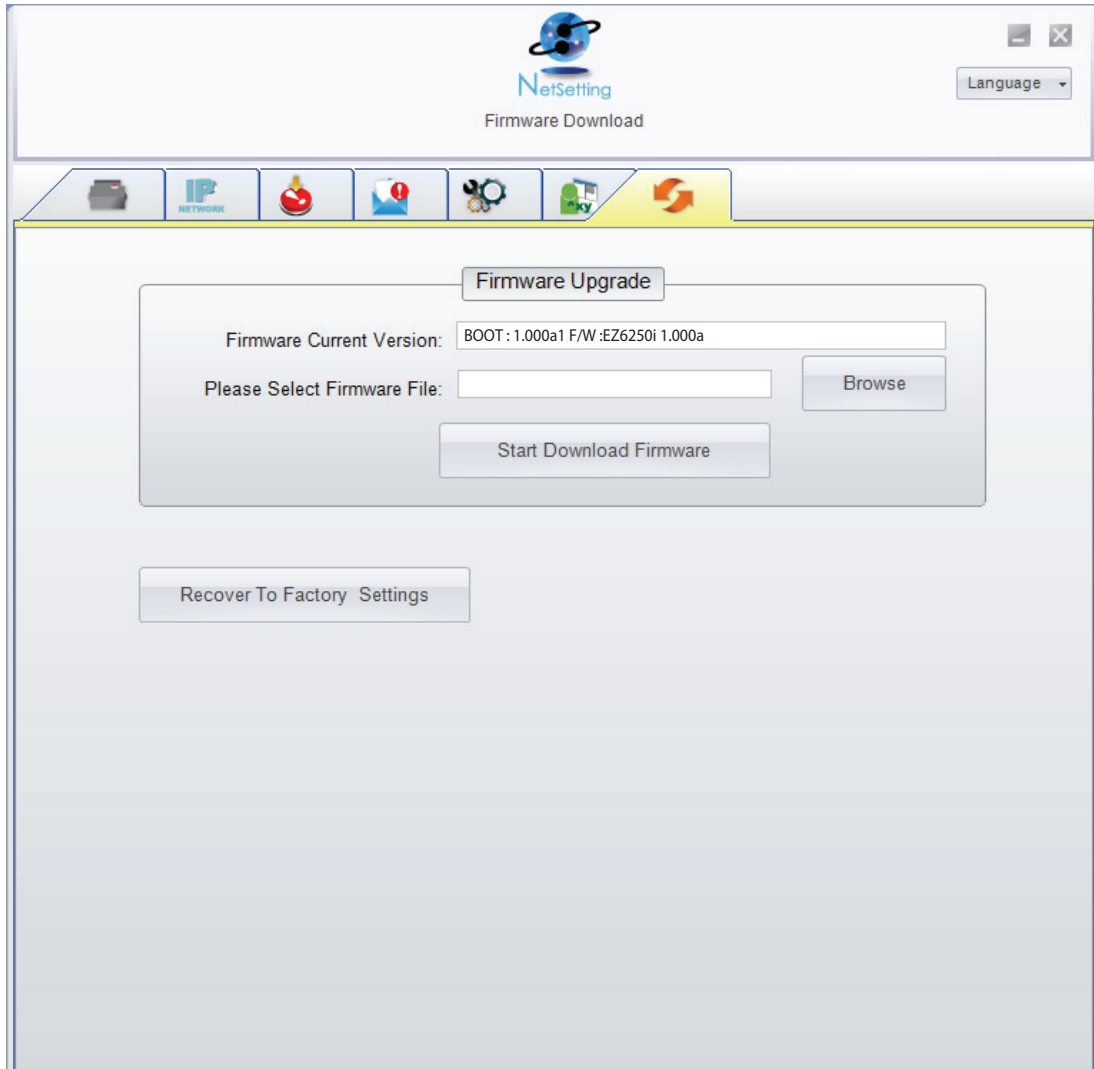 NetSetting
Language
Firmware Download
IP
NETWORK
^xy
Firmware Upgrade
Firmware Current Version: BOOT : 1.000a1 F/W :EZ6250i 1.000a
Please Select Firmware File: Browse
Start Download Firmware
Recover To Factory Settings